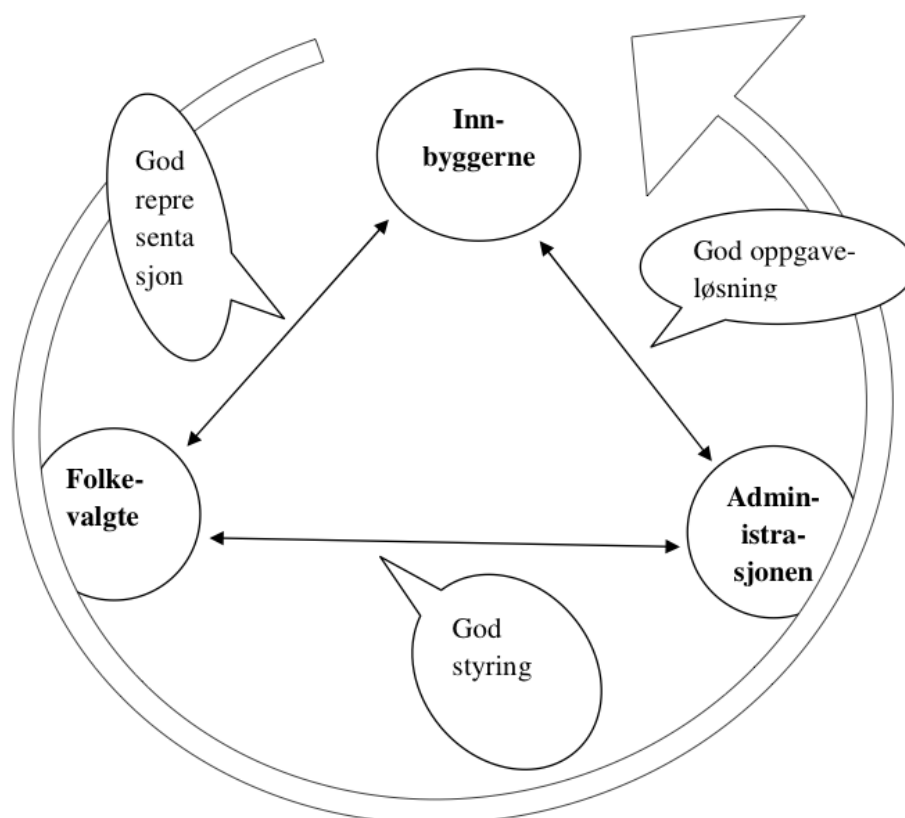 Inn-
byggerne
God
repre
senta
sjon
God oppgave-
løsning
Folke-
valgte
Admin-
istra-
sjonen
God
styring